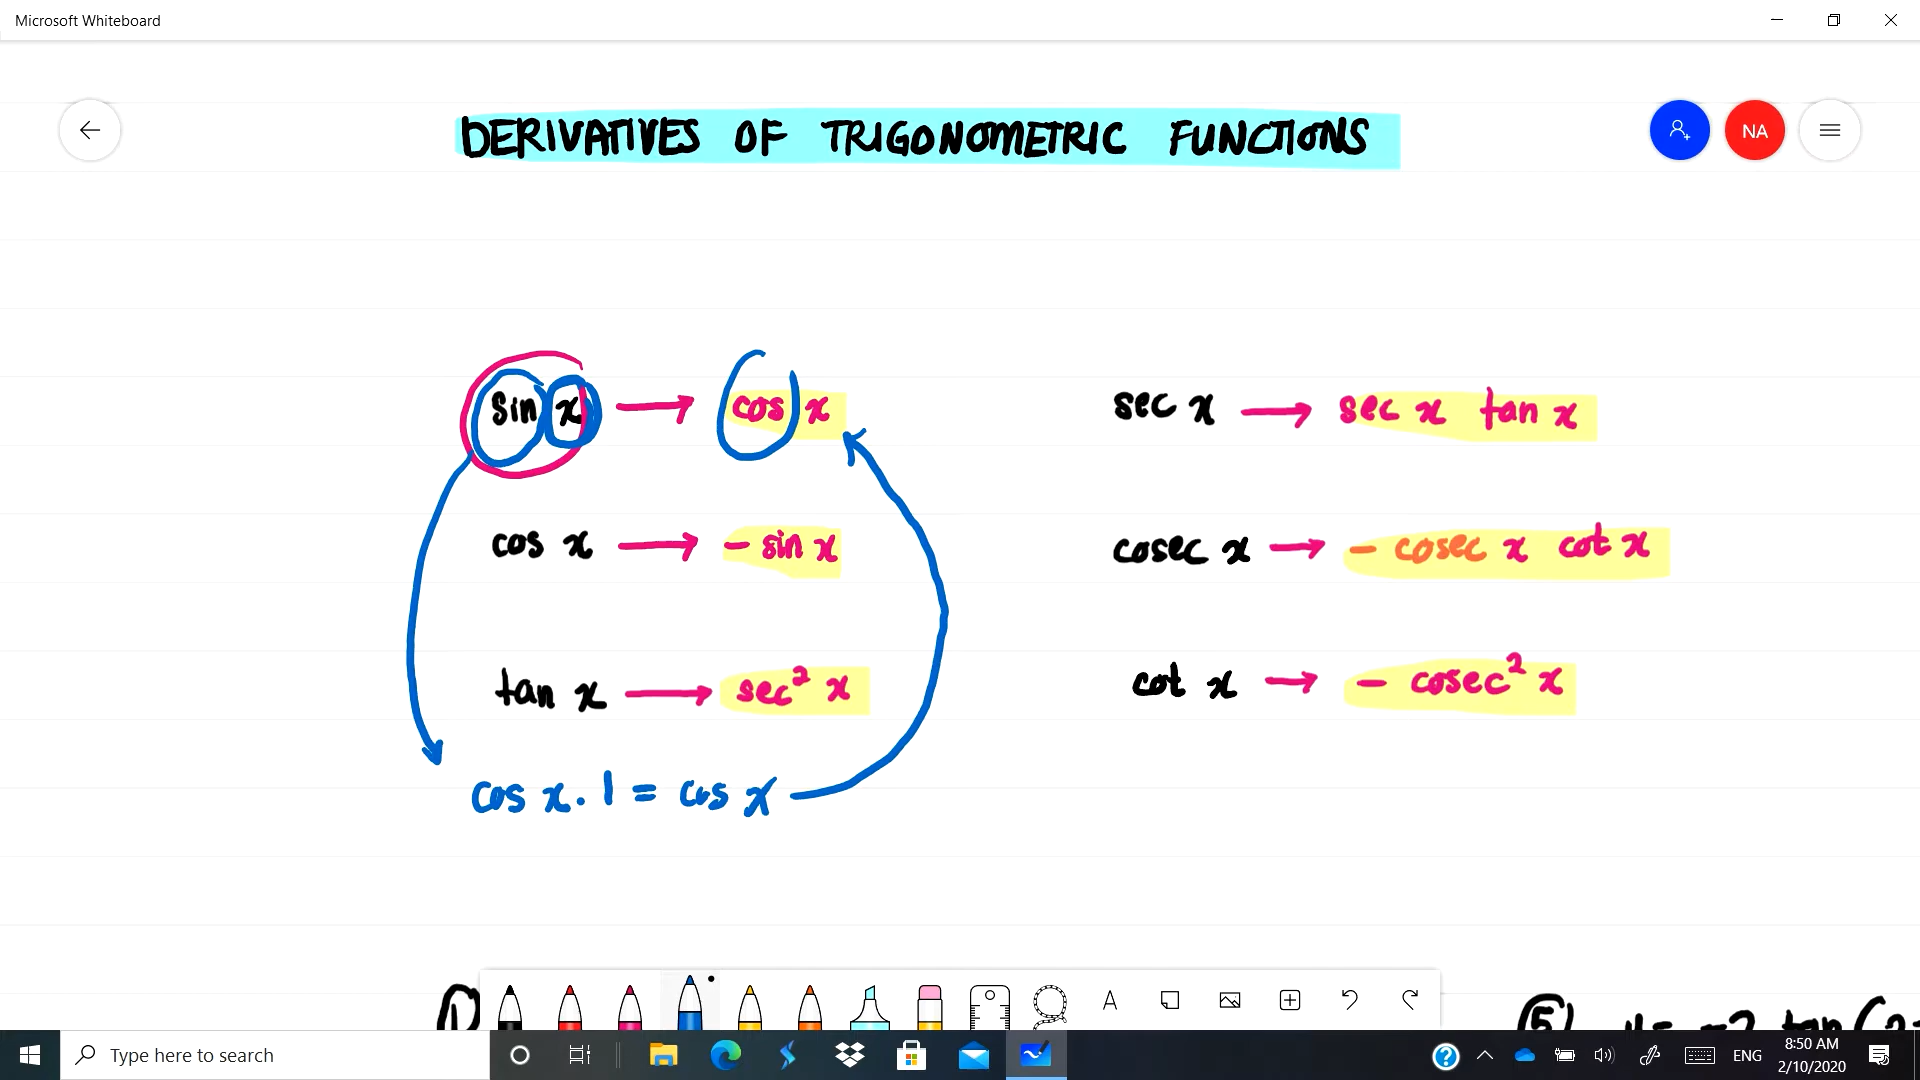 Microsoft Whiteboard
DERIVATIVES OF TRIGONOMETRIC FUNCTIONS
NA
sin x → cos x
sec x → sec x tan x
cos x → - sin x
cosec x → - cosec x cot x
tan x → sec² x
cot x → - cosec² x
cos x . 1 = cos x
A
Type here to search
ENG
8:50 AM
2/10/2020